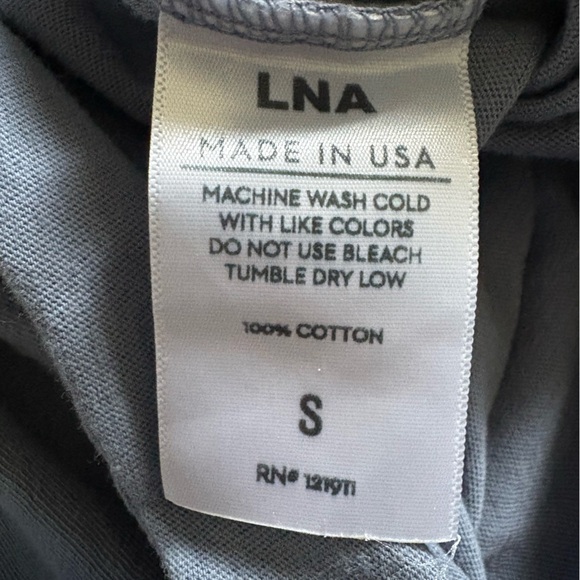 LNA
MADE IN USA
MACHINE WASH COLD
WITH LIKE COLORS
DO NOT USE BLEACH
TUMBLE DRY LOW
100% COTTON
S
RN# 121911